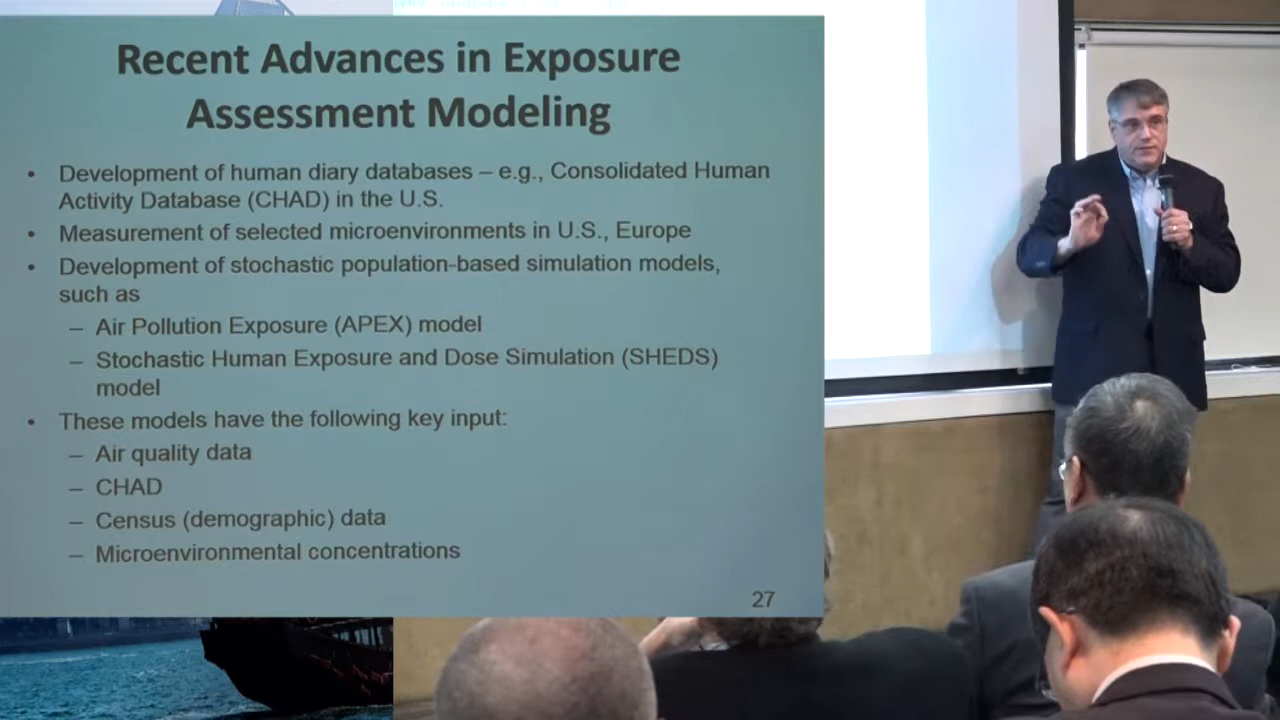 Recent Advances in Exposure
Assessment Modeling
• Development of human diary databases – e.g., Consolidated Human
Activity Database (CHAD) in the U.S.
• Measurement of selected microenvironments in U.S., Europe
• Development of stochastic population-based simulation models,
such as
– Air Pollution Exposure (APEX) model
– Stochastic Human Exposure and Dose Simulation (SHEDS)
model
• These models have the following key input:
– Air quality data
– CHAD
– Census (demographic) data
– Microenvironmental concentrations
27